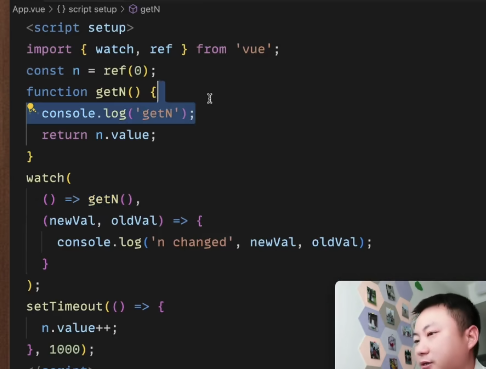 App.vue > {} script setup > getN
<script setup>
import { watch, ref } from 'vue';
const n = ref(0);
function getN() {
console.log('getN');
return n.value;
}
watch(
() => getN(),
(newVal, oldVal) => {
console.log('n changed', newVal, oldVal);
}
);
setTimeout(() => {
n.value++;
}, 1000);